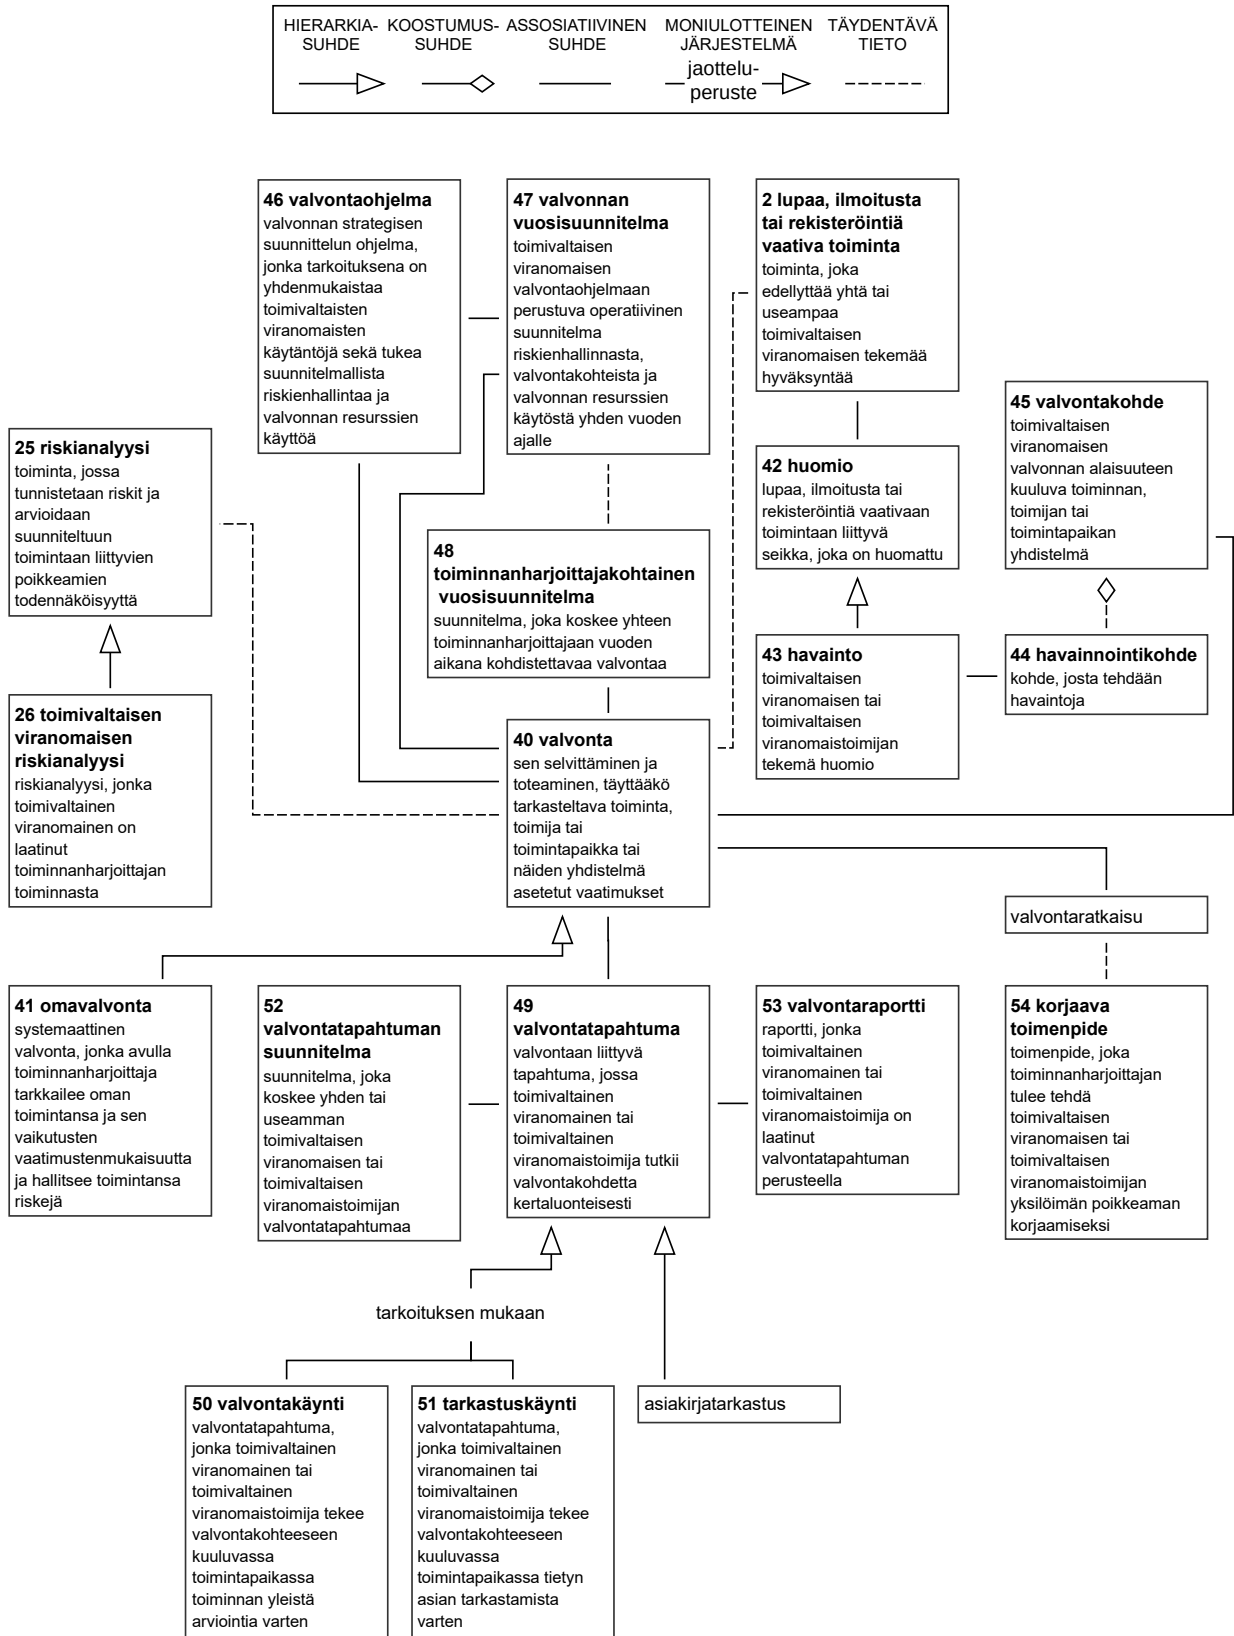 HIERARKIA-
SUHDE
KOOSTUMUS-
SUHDE
ASSOSIATIIVINEN
SUHDE
MONIULOTTEINEN
JÄRJESTELMÄ
TÄYDENTÄVÄ
TIETO
jaottelu-
peruste
46 valvontaohjelma
valvonnan strategisen
suunnittelun ohjelma,
jonka tarkoituksena on
yhdenmukaistaa
toimivaltaisten
viranomaisten
käytäntöjä sekä tukea
suunnitelmallista
riskienhallintaa ja
valvonnan resurssien
käyttöä
47 valvonnan
vuosisuunnitelma
toimivaltaisen
viranomaisen
valvontaohjelmaan
perustuva operatiivinen
suunnitelma
riskienhallinnasta,
valvontakohteista ja
valvonnan resurssien
käytöstä yhden vuoden
ajalle
2 lupaa, ilmoitusta
tai rekisteröintiä
vaativa toiminta
toiminta, joka
edellyttää yhtä tai
useampaa
toimivaltaisen
viranomaisen tekemää
hyväksyntää
45 valvontakohde
toimivaltaisen
viranomaisen
valvonnan alaisuuteen
kuuluva toiminnan,
toimijan tai
toimintapaikan
yhdistelmä
25 riskianalyysi
toiminta, jossa
tunnistetaan riskit ja
arvioidaan
suunniteltuun
toimintaan liittyvien
poikkeamien
todennäköisyyttä
42 huomio
lupaa, ilmoitusta tai
rekisteröintiä vaativaan
toimintaan liittyvä
seikka, joka on huomattu
48
toiminnanharjoittajakohtainen
vuosisuunnitelma
suunnitelma, joka koskee yhteen
toiminnanharjoittajaan vuoden
aikana kohdistettavaa valvontaa
43 havainto
toimivaltaisen
viranomaisen tai
toimivaltaisen
viranomaistoimijan
tekemä huomio
44 havainnointikohde
kohde, josta tehdään
havaintoja
26 toimivaltaisen
viranomaisen
riskianalyysi
riskianalyysi, jonka
toimivaltainen
viranomainen on
laatinut
toiminnanharjoittajan
toiminnasta
40 valvonta
sen selvittäminen ja
toteaminen, täyttääkö
tarkasteltava toiminta,
toimija tai
toimintapaikka tai
näiden yhdistelmä
asetetut vaatimukset
valvontaratkaisu
41 omavalvonta
systemaattinen
valvonta, jonka avulla
toiminnanharjoittaja
tarkkailee oman
toimintansa ja sen
vaikutusten
vaatimustenmukaisuutta
ja hallitsee toimintansa
riskejä
52
valvontatapahtuman
suunnitelma
suunnitelma, joka
koskee yhden tai
useamman
toimivaltaisen
viranomaisen tai
toimivaltaisen
viranomaistoimijan
valvontatapahtumaa
49
valvontatapahtuma
valvontaan liittyvä
tapahtuma, jossa
toimivaltainen
viranomainen tai
toimivaltainen
viranomaistoimija tutkii
valvontakohdetta
kertaluonteisesti
53 valvontaraportti
raportti, jonka
toimivaltainen
viranomainen tai
toimivaltainen
viranomaistoimija on
laatinut
valvontatapahtuman
perusteella
54 korjaava
toimenpide
toimenpide, joka
toiminnanharjoittajan
tulee tehdä
toimivaltaisen
viranomaisen tai
toimivaltaisen
viranomaistoimijan
yksilöimän poikkeaman
korjaamiseksi
tarkoituksen mukaan
50 valvontakäynti
valvontatapahtuma,
jonka toimivaltainen
viranomainen tai
toimivaltainen
viranomaistoimija tekee
valvontakohteeseen
kuuluvassa
toimintapaikassa
toiminnan yleistä
arviointia varten
51 tarkastuskäynti
valvontatapahtuma,
jonka toimivaltainen
viranomainen tai
toimivaltainen
viranomaistoimija tekee
valvontakohteeseen
kuuluvassa
toimintapaikassa tietyn
asian tarkastamista
varten
asiakirjatarkastus